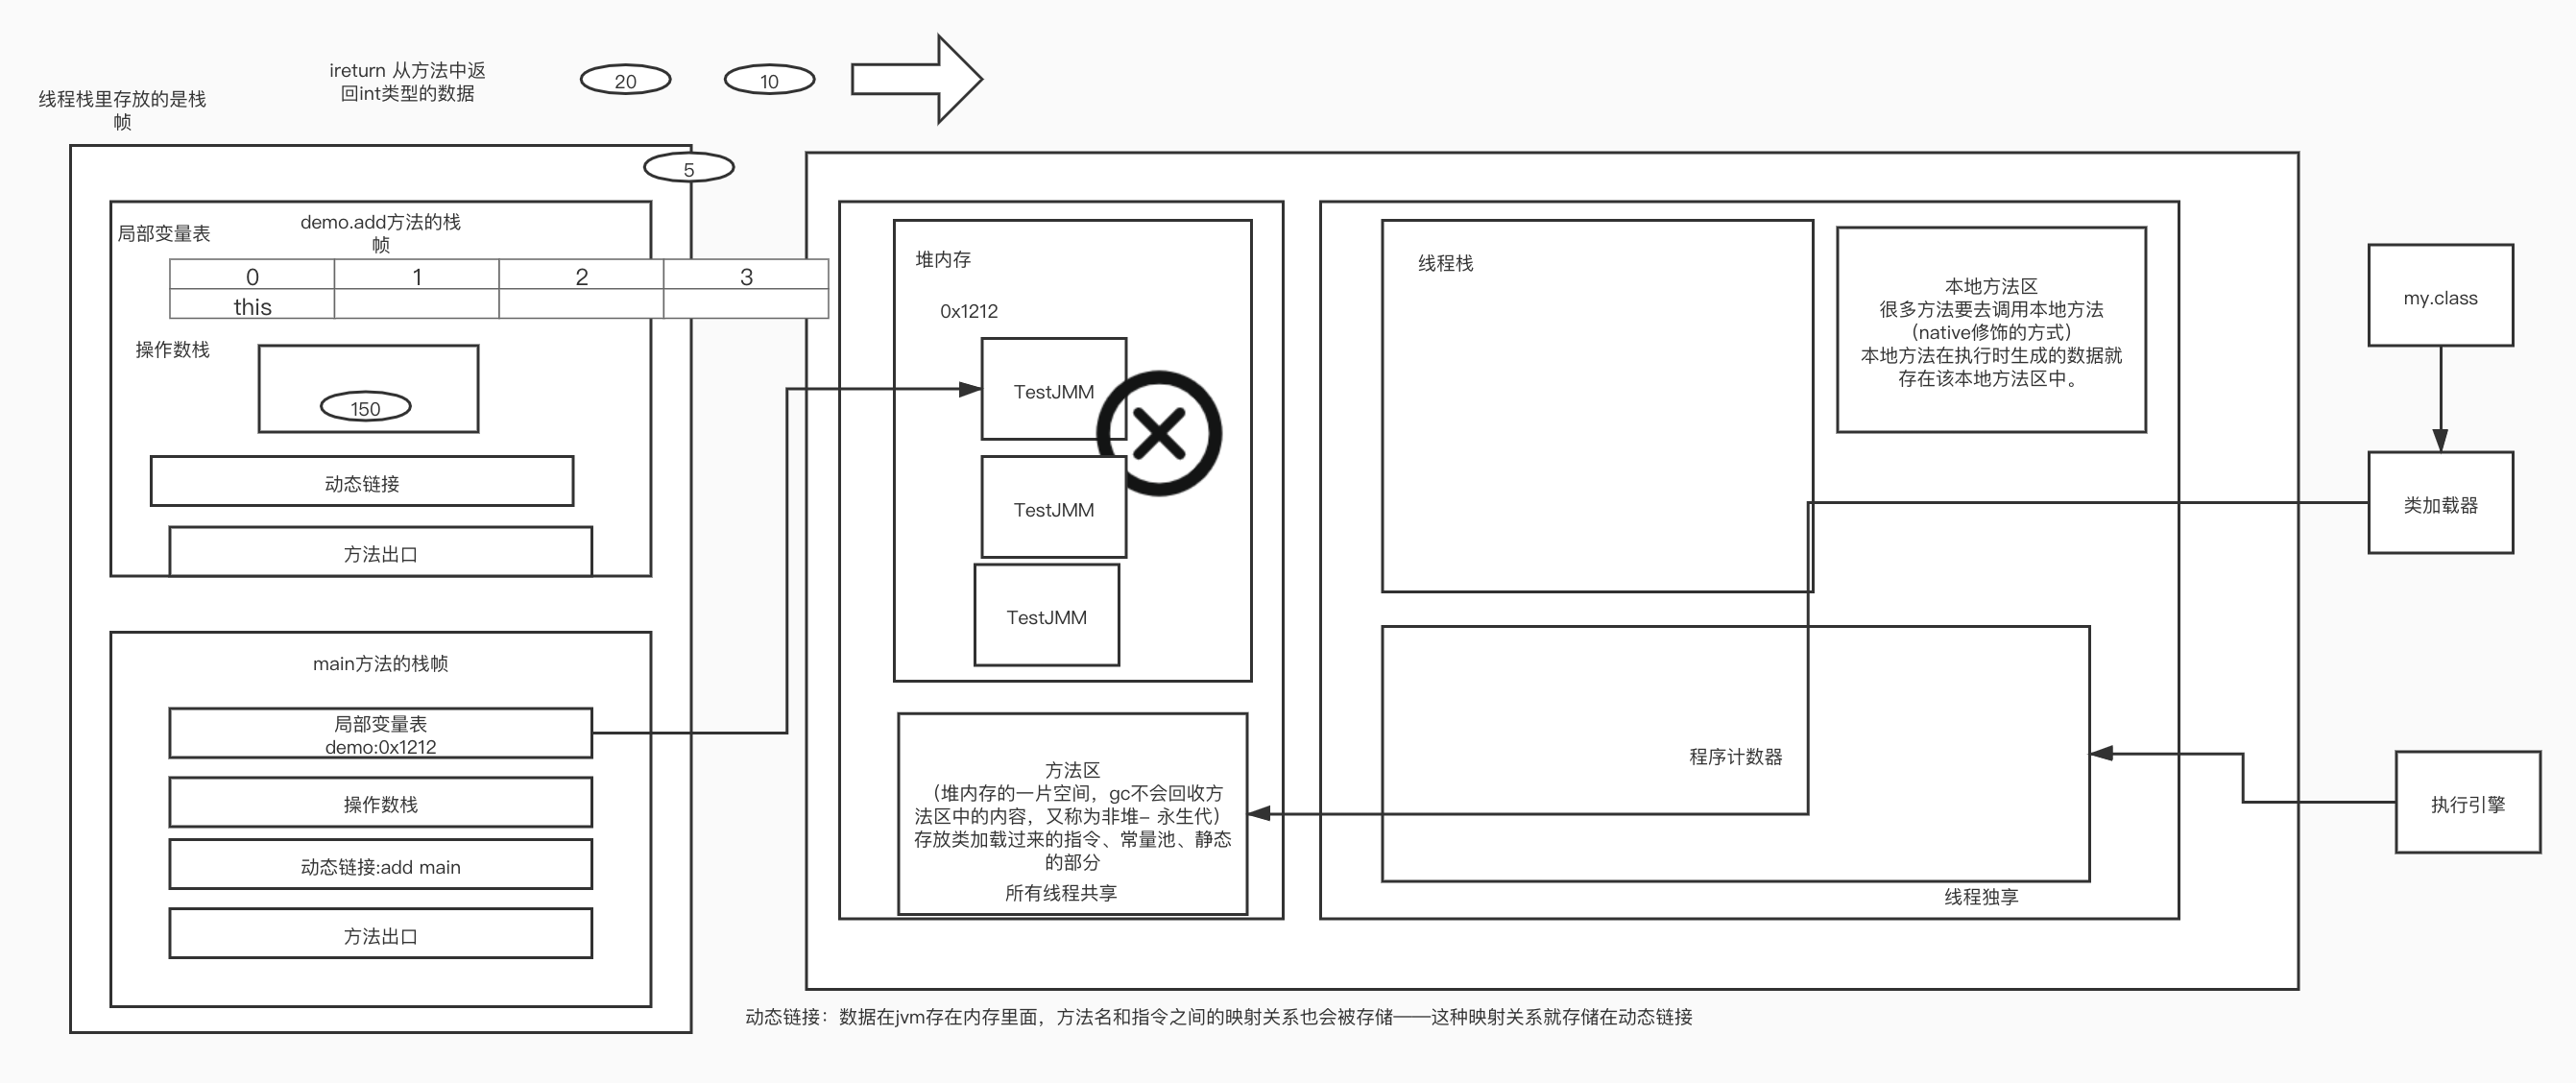 ireturn 从方法中返
回int类型的数据
20
10
线程栈里存放的是栈
帧
5
局部变量表
demo.add方法的栈
帧
0 1 2 3
this
操作数栈
150
动态链接
方法出口
main方法的栈帧
局部变量表
demo:0x1212
操作数栈
动态链接:add main
方法出口
堆内存
0x1212
TestJMM
TestJMM
TestJMM
方法区
（堆内存的一片空间，gc不会回收方
法区中的内容，又称为非堆- 永生代）
存放类加载过来的指令、常量池、静态
的部分
所有线程共享
线程栈
本地方法区
很多方法要去调用本地方法
（native修饰的方式）
本地方法在执行时生成的数据就
存在该本地方法区中。
程序计数器
线程独享
my.class
类加载器
执行引擎
动态链接：数据在jvm存在内存里面，方法名和指令之间的映射关系也会被存储——这种映射关系就存储在动态链接